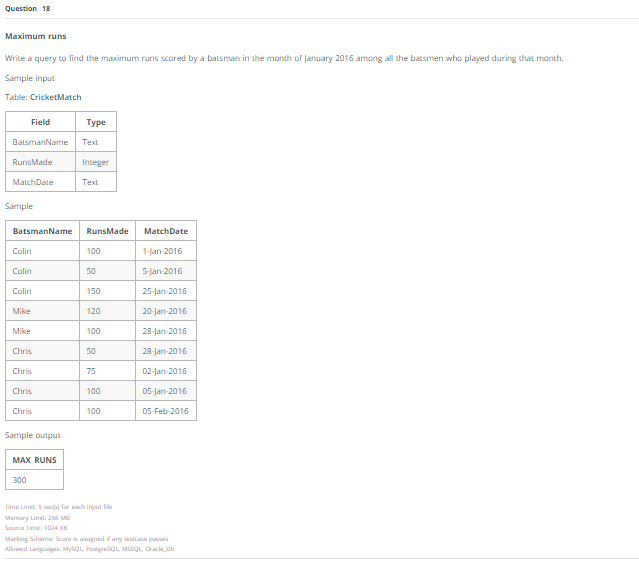 Question 18
Maximum runs
Write a query to find the maximum runs scored by a batsman in the month of January 2016 among all the batsmen who played during that month.
Sample input
Table: CricketMatch
Field Type
BatsmanName Text
RunsMade Integer
MatchDate Text
Sample
BatsmanName RunsMade MatchDate
Colin 100 1-Jan-2016
Colin 50 5-Jan-2016
Colin 150 25-Jan-2016
Mike 120 20-Jan-2016
Mike 100 28-Jan-2016
Chris 50 28-Jan-2016
Chris 75 02-Jan-2016
Chris 100 05-Jan-2016
Chris 100 05-Feb-2016
Sample output
MAX RUNS
300
Time Limit: 5 sec(s) for each input file
Memory Limit: 256 MB
Source Limit: 1024 KB
Marking Scheme: Score is assigned if any testcase passes
Allowed Languages: MySQL, PostgreSQL, MSSQL, Oracle_Db